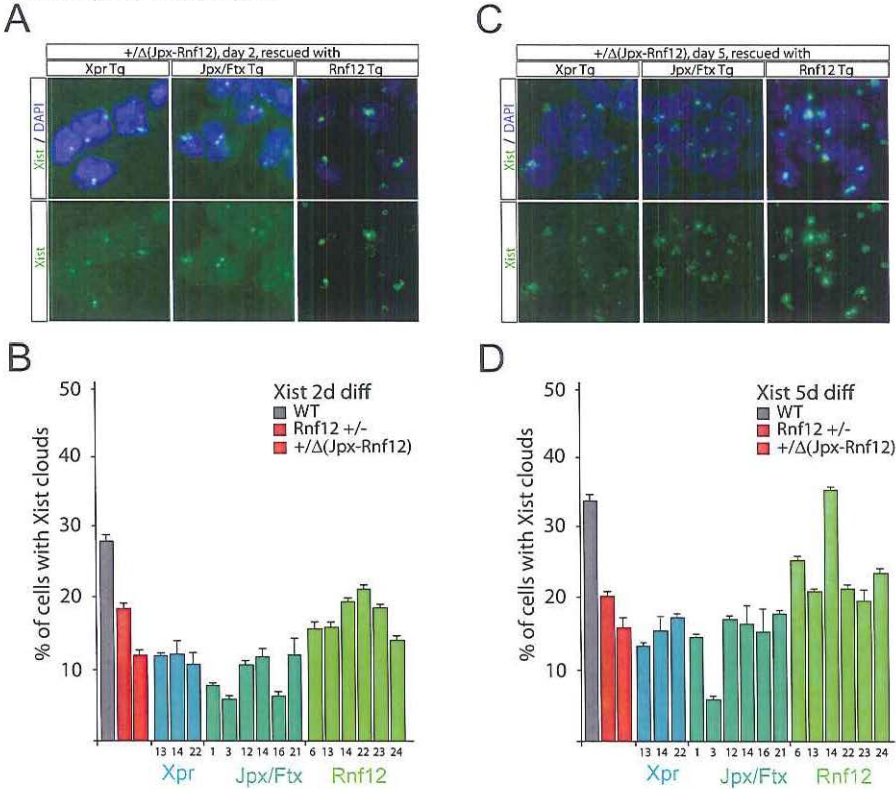 A
+/Δ(Jpx-Rnf12), day 2, rescued with
Xpr Tg
Jpx/Ftx Tg
Rnf12 Tg
Xist / DAPI
Xist
C
+/Δ(Jpx-Rnf12), day 5, rescued with
Xpr Tg
Jpx/Ftx Tg
Rnf12 Tg
Xist / DAPI
Xist
B
% of cells with Xist clouds
50
40
30
20
10
Xist 2d diff
WT
Rnf12 +/-
+/Δ(Jpx-Rnf12)
13 14 22 1 3 12 14 16 21 6 13 14 22 23 24
Xpr Jpx/Ftx Rnf12
D
% of cells with Xist clouds
50
40
30
20
10
Xist 5d diff
WT
Rnf12 +/-
+/Δ(Jpx-Rnf12)
13 14 22 1 3 12 14 16 21 6 13 14 22 23 24
Xpr Jpx/Ftx Rnf12